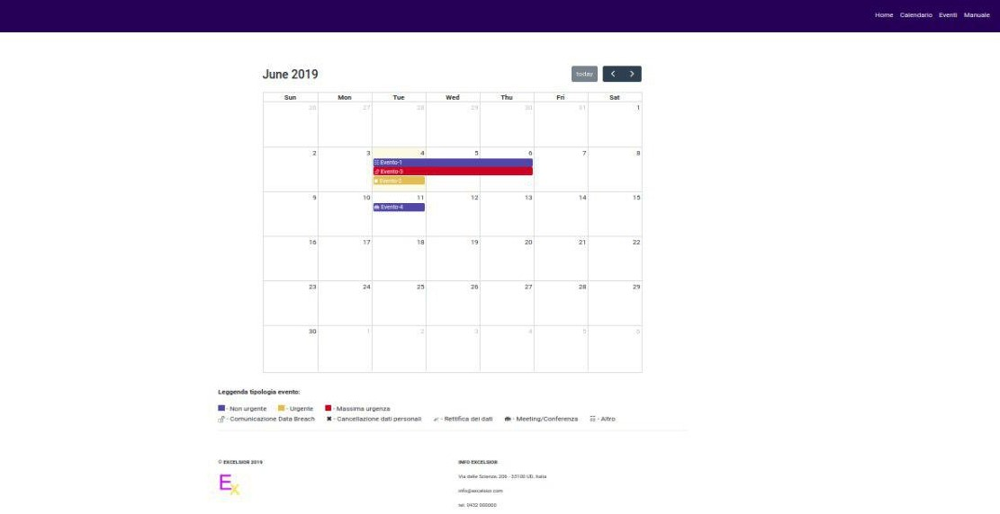 Home Calendario Eventi Manuale
June 2019
today
Sun Mon Tue Wed Thu Fri Sat
26 27 28 29 30 31 1
2 3 4 5 6 7 8
Evento-1
Evento-3
Evento-2
9 10 11 12 13 14 15
Evento-4
16 17 18 19 20 21 22
23 24 25 26 27 28 29
30 1 2 3 4 5 6
Leggenda tipologia evento:
- Non urgente - Urgente - Massima urgenza
- Comunicazione Data Breach - Cancellazione dati personali - Rettifica dei dati - Meeting/Conferenza - Altro
© EXCELSIOR 2019 INFO EXCELSIOR
Ex
Via delle Scienze, 206 - 33100 UD, Italia
info@excelsior.com
tel: 0432 000000